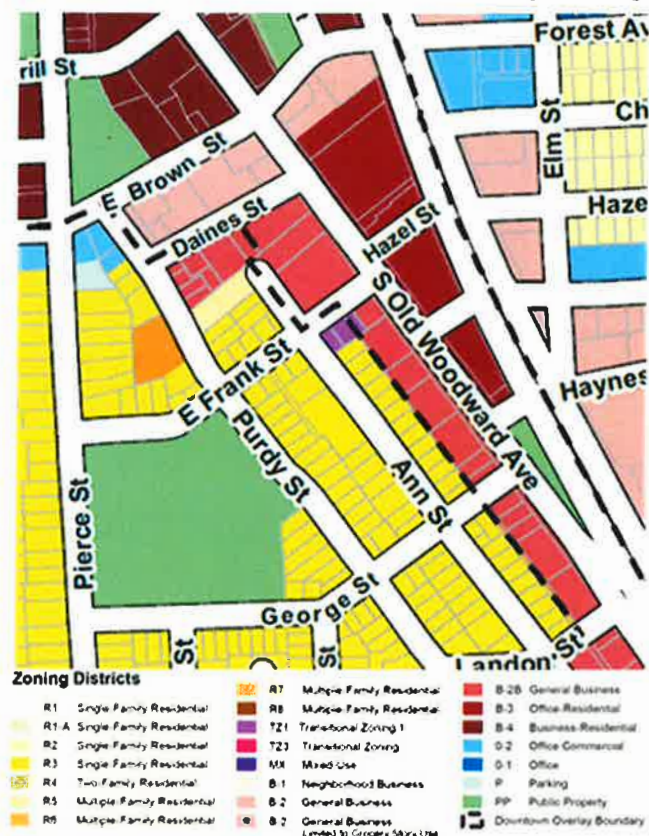 Forest Av
rill St
Elm St
Ch
E Brown St
Haze
Daines St
Hazel St
S Old Woodward Ave
E Frank St
Haynes
Purdy St
Ann St
Pierce St
George St
St
St
Landon St
Zoning Districts
R1 Single-Family Residential
R1-A Single-Family Residential
R2 Single-Family Residential
R3 Single-Family Residential
R4 Two-Family Residential
R5 Multiple-Family Residential
R6 Multiple-Family Residential
R7 Multiple-Family Residential
R8 Multiple-Family Residential
TZ1 Transitional Zoning 1
TZ3 Transitional Zoning
MX Mixed Use
B-1 Neighborhood Business
B-2 General Business
B-2 General Business
B-2B General Business
B-3 Office-Residential
B-4 Business-Residential
O-2 Office Commercial
O-1 Office
P Parking
PP Public Property
Downtown Overlay Boundary